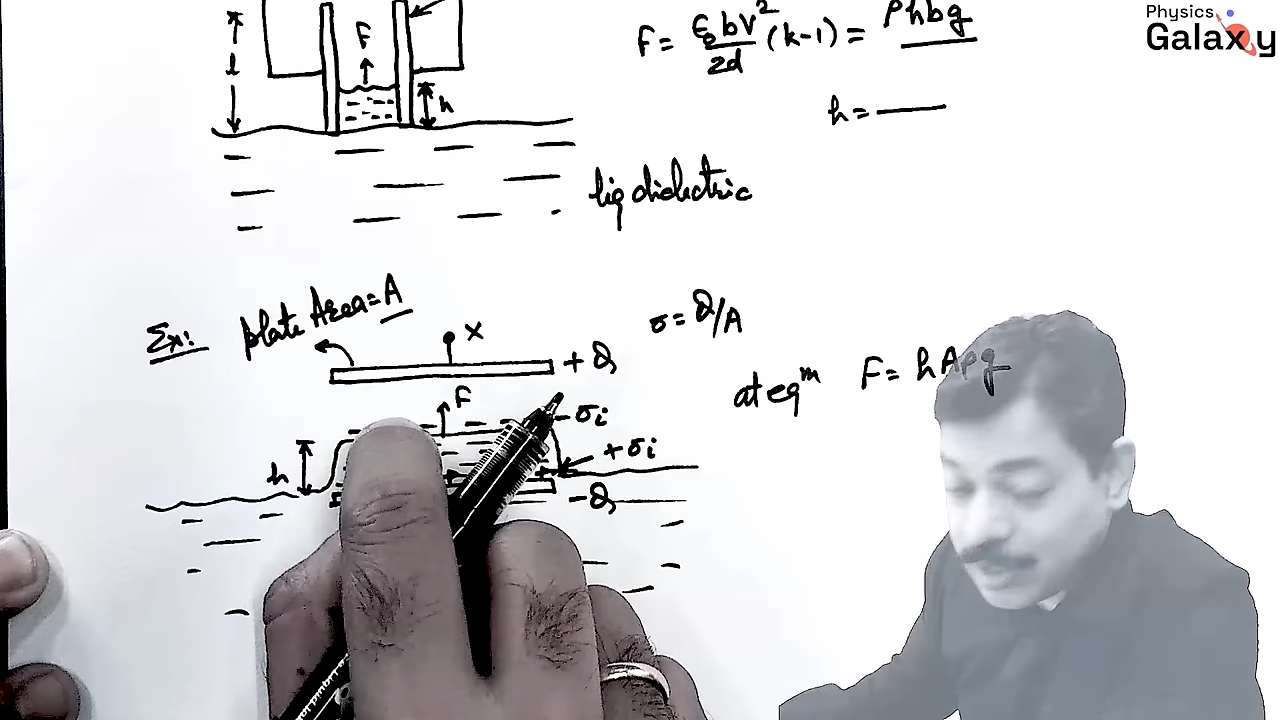 Physics
Galaxy
F
l
h
F = ε₀bV²/2d (k-1) = ρhbg
h =
liq dielectric
Ex: plate Area = A
x
+Q
σ = Q/A
F
-σi
at eqᵐ F = hAρg
h
+σi
-Q